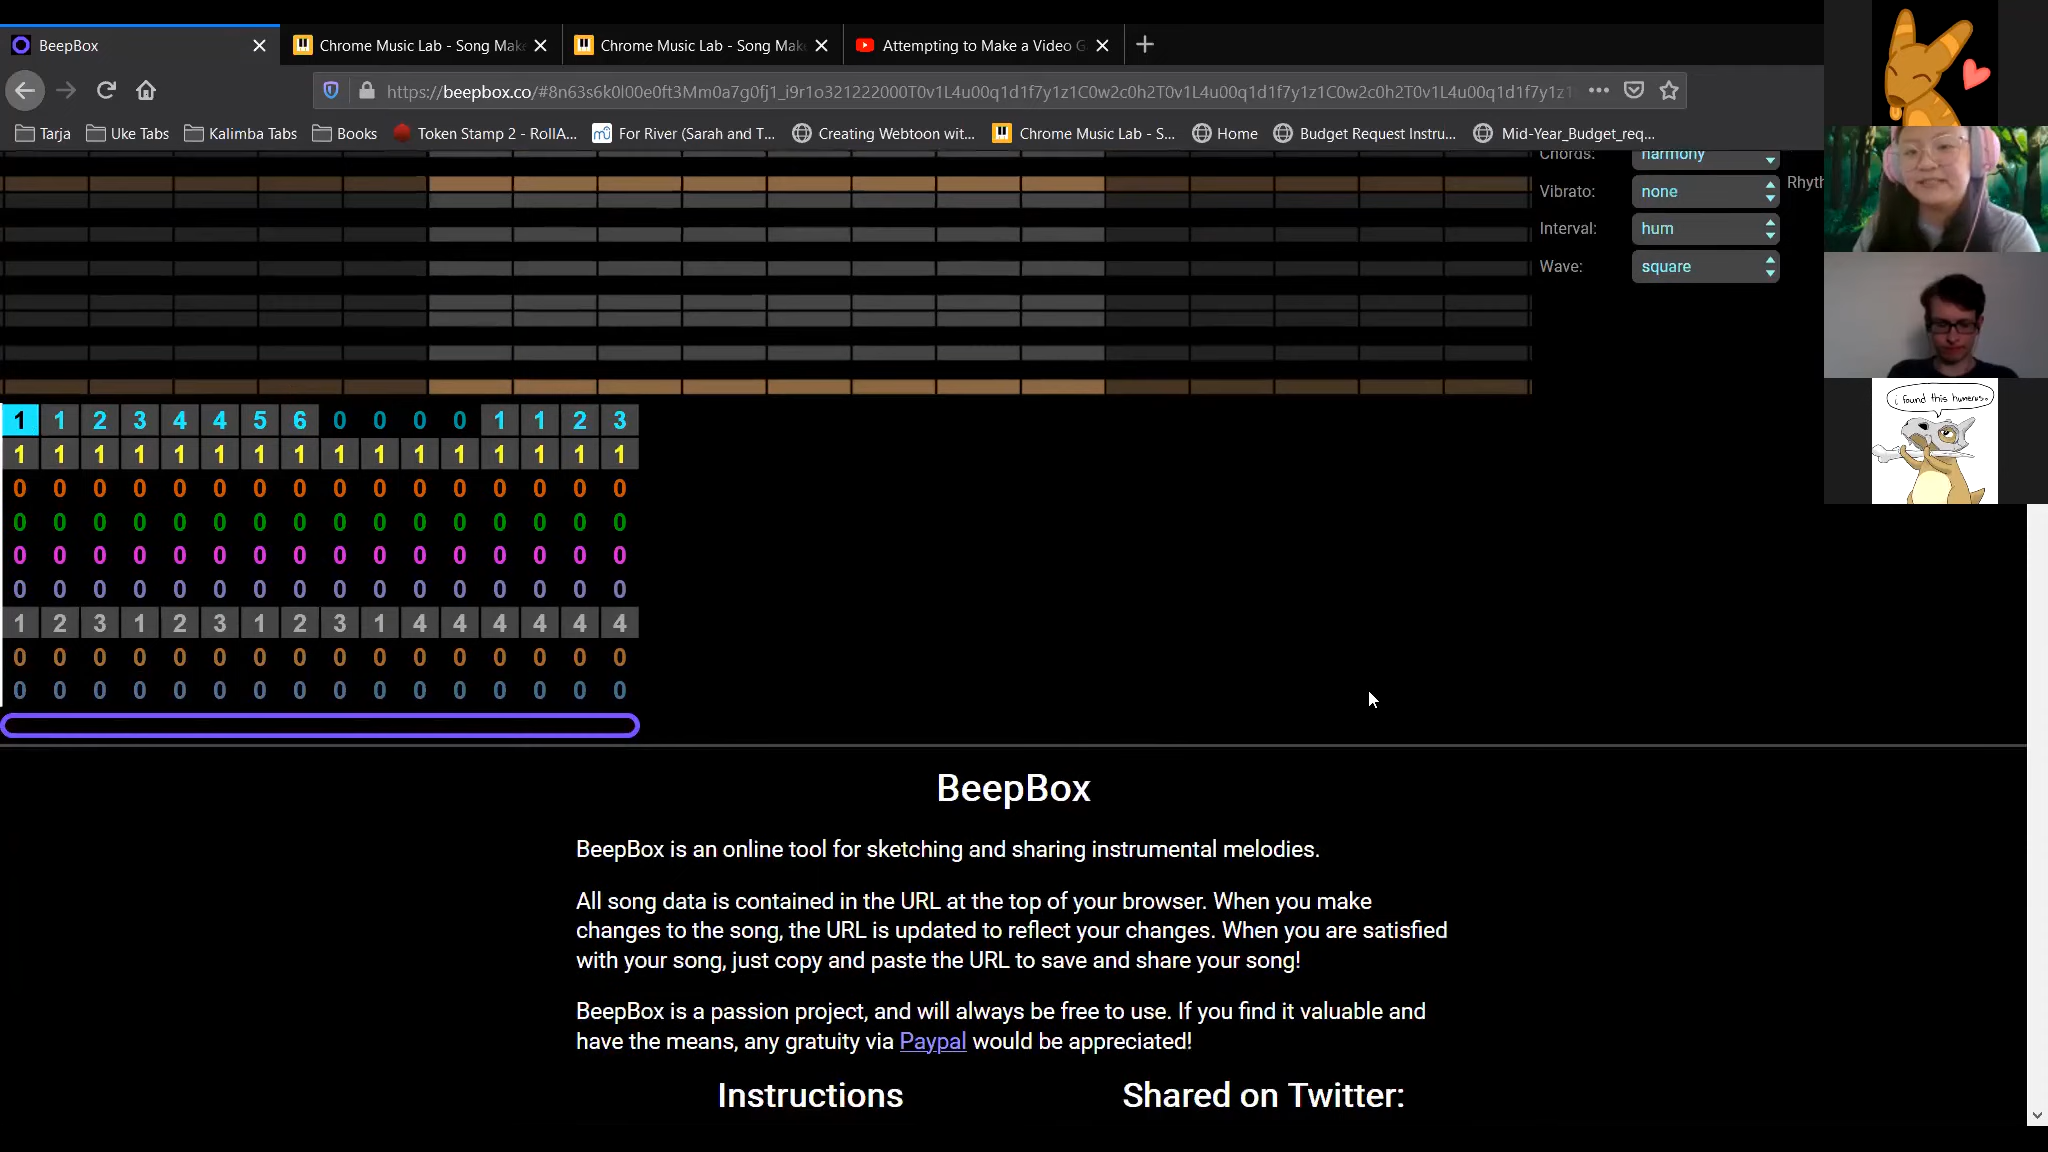 BeepBox
Chrome Music Lab - Song Mak
Chrome Music Lab - Song Mak
Attempting to Make a Video G
https://beepbox.co/#8n63s6k0l00e0ft3Mm0a7g0fj1_i9r1o321222000T0v1L4u00q1d1f7y1z1C0w2c0h2T0v1L4u00q1d1f7y1z1C0w2c0h2T0v1L4u00q1d1f7y1z1
Tarja Uke Tabs Kalimba Tabs Books Token Stamp 2 - RollA... For River (Sarah and T... Creating Webtoon wit... Chrome Music Lab - S... Home Budget Request Instru... Mid-Year_Budget_req...
Chords: harmony
Vibrato: none
Rhyt
Interval: hum
Wave: square
i found this humerus.
1 1 2 3 4 4 5 6 0 0 0 0 1 1 2 3
1 1 1 1 1 1 1 1 1 1 1 1 1 1 1 1
0 0 0 0 0 0 0 0 0 0 0 0 0 0 0 0
0 0 0 0 0 0 0 0 0 0 0 0 0 0 0 0
0 0 0 0 0 0 0 0 0 0 0 0 0 0 0 0
0 0 0 0 0 0 0 0 0 0 0 0 0 0 0 0
1 2 3 1 2 3 1 2 3 1 4 4 4 4 4 4
0 0 0 0 0 0 0 0 0 0 0 0 0 0 0 0
0 0 0 0 0 0 0 0 0 0 0 0 0 0 0 0
BeepBox
BeepBox is an online tool for sketching and sharing instrumental melodies.
All song data is contained in the URL at the top of your browser. When you make
changes to the song, the URL is updated to reflect your changes. When you are satisfied
with your song, just copy and paste the URL to save and share your song!
BeepBox is a passion project, and will always be free to use. If you find it valuable and
have the means, any gratuity via Paypal would be appreciated!
Instructions
Shared on Twitter: